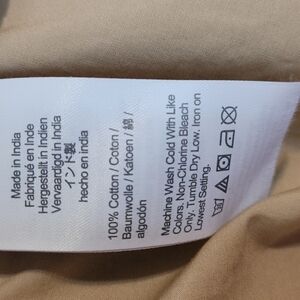 Made in India
Fabriqué en Inde
Hergestellt in Indien
Vervaardigd in India
インド製
hecho en india
100% Cotton / Coton /
Baumwolle / Katoen / 綿 /
algodón
Machine Wash Cold With Like
Colors. Non-Chlorine Bleach
Only. Tumble Dry Low. Iron on
Lowest Setting.